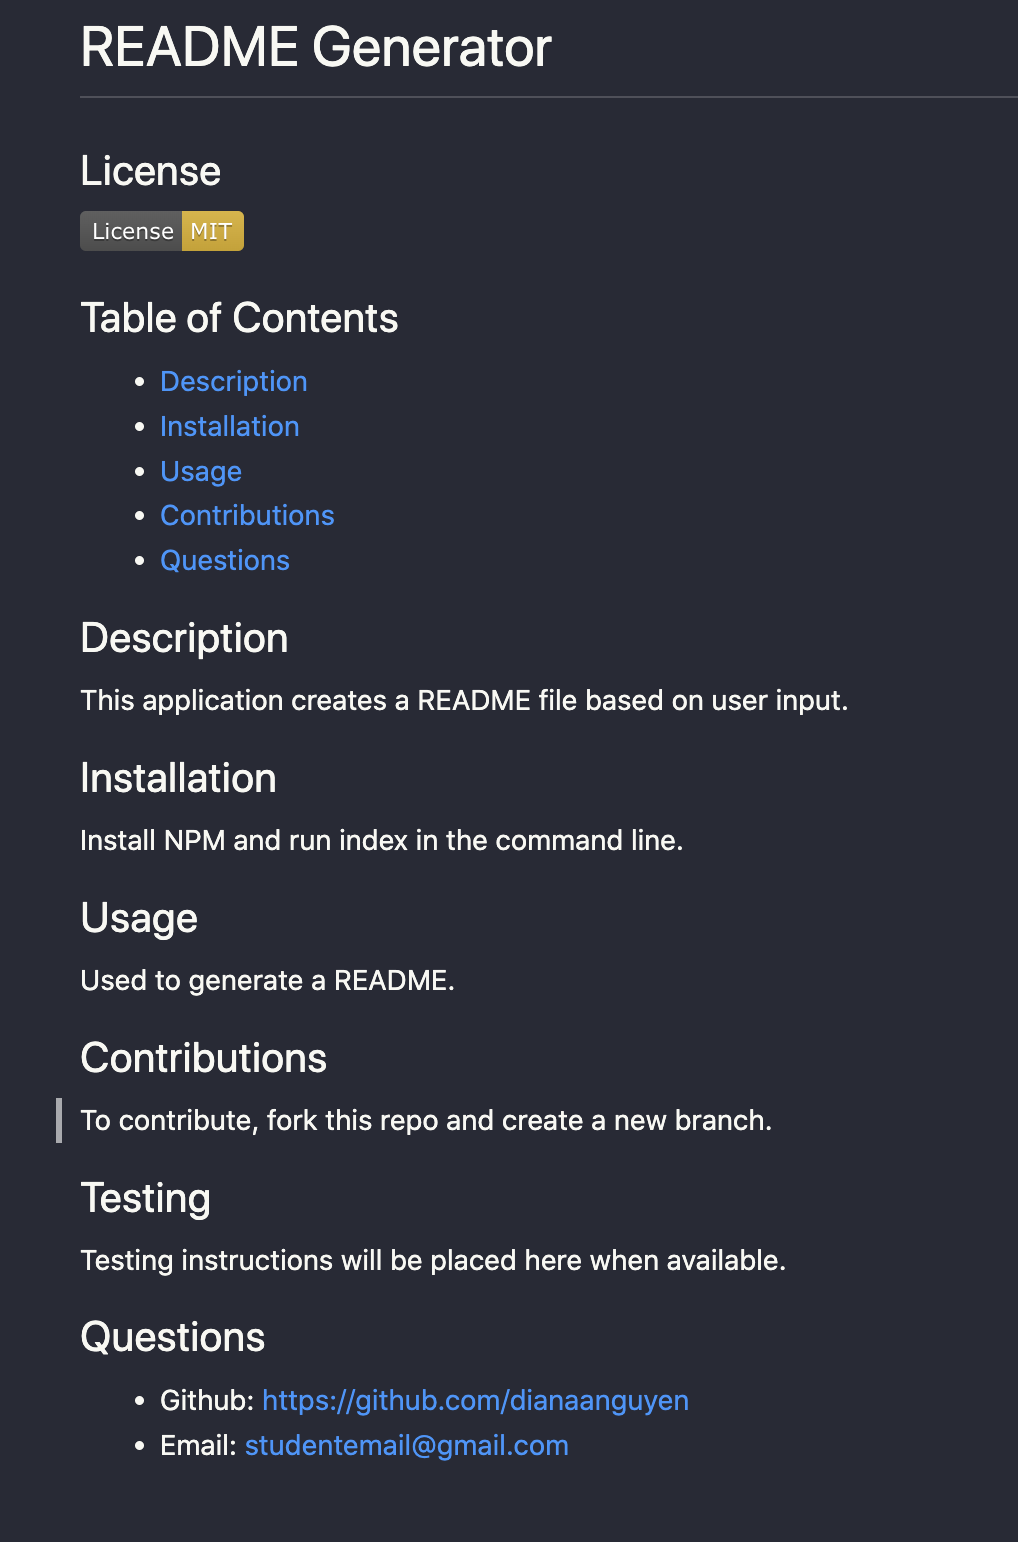 README Generator
License
License MIT
Table of Contents
• Description
• Installation
• Usage
• Contributions
• Questions
Description
This application creates a README file based on user input.
Installation
Install NPM and run index in the command line.
Usage
Used to generate a README.
Contributions
To contribute, fork this repo and create a new branch.
Testing
Testing instructions will be placed here when available.
Questions
• Github: https://github.com/dianaanguyen
• Email: studentemail@gmail.com